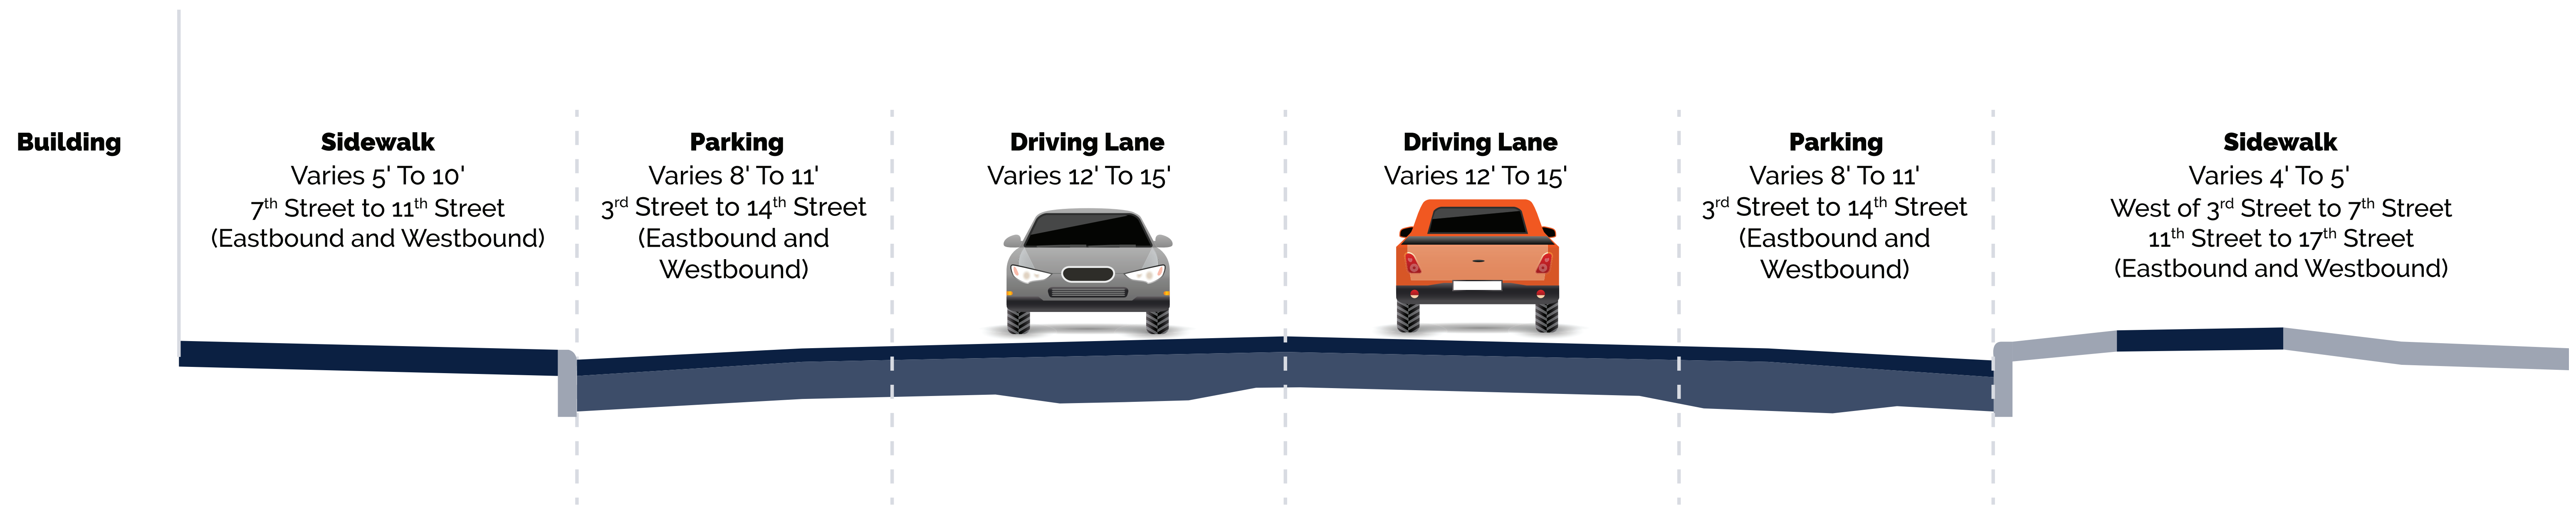 Building
Sidewalk
Varies 5' To 10'
7th Street to 11th Street
(Eastbound and Westbound)
Parking
Varies 8' To 11'
3rd Street to 14th Street
(Eastbound and
Westbound)
Driving Lane
Varies 12' To 15'
Driving Lane
Varies 12' To 15'
Parking
Varies 8' To 11'
3rd Street to 14th Street
(Eastbound and
Westbound)
Sidewalk
Varies 4' To 5'
West of 3rd Street to 7th Street
11th Street to 17th Street
(Eastbound and Westbound)